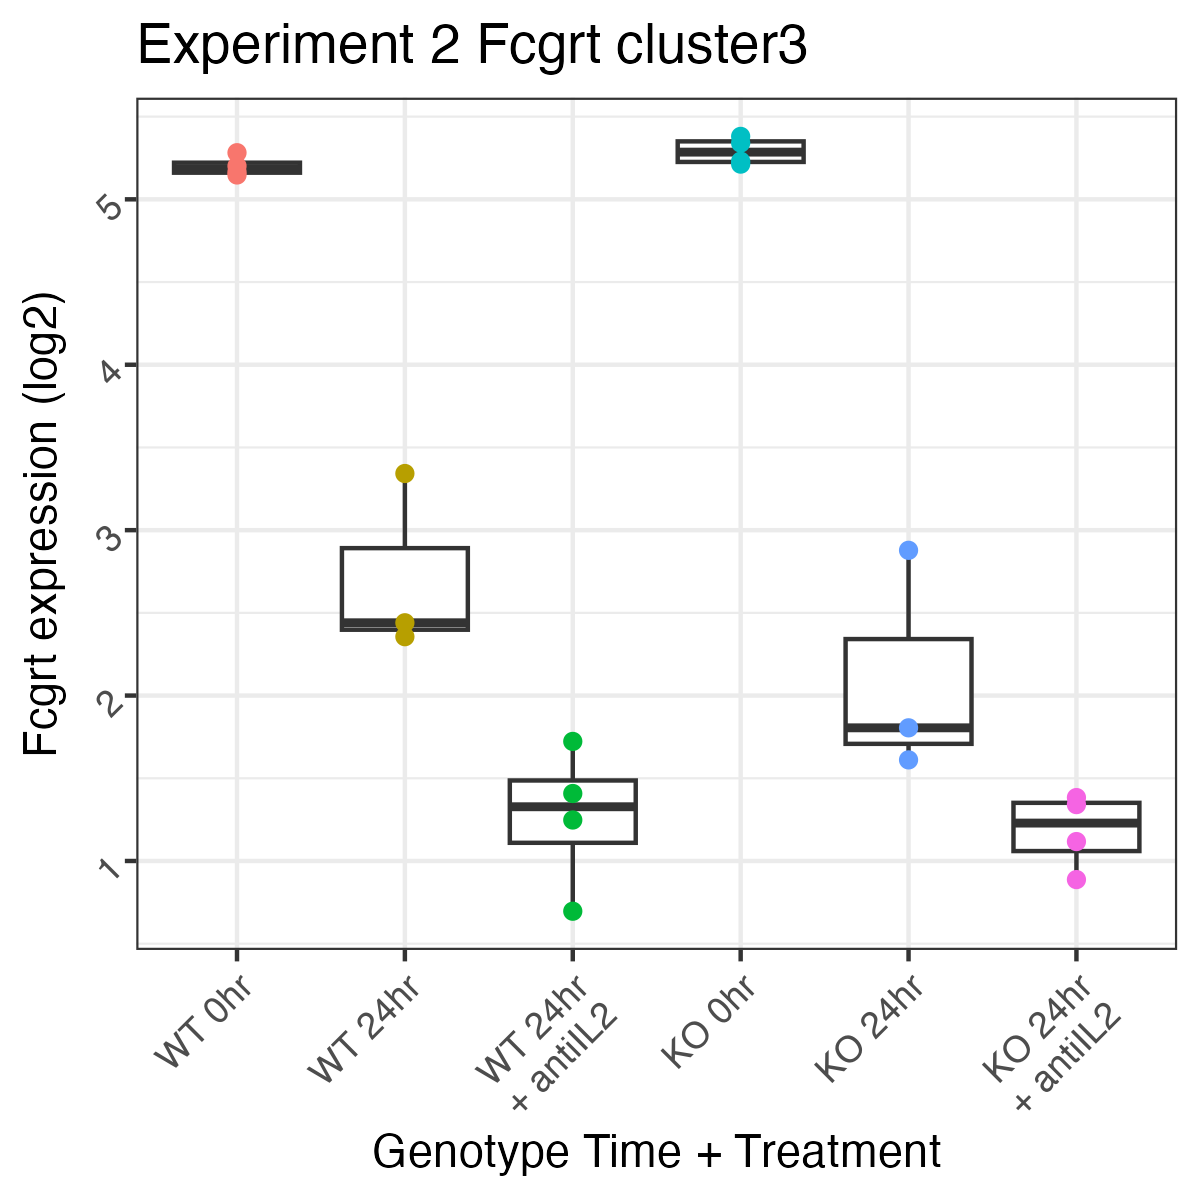 Experiment 2 Fcgrt cluster3
Fcgrt expression (log2)
5
4
3
2
1
WT 0hr
WT 24hr
WT 24hr
+ antiIL2
KO 0hr
KO 24hr
KO 24hr
+ antiIL2
Genotype Time + Treatment